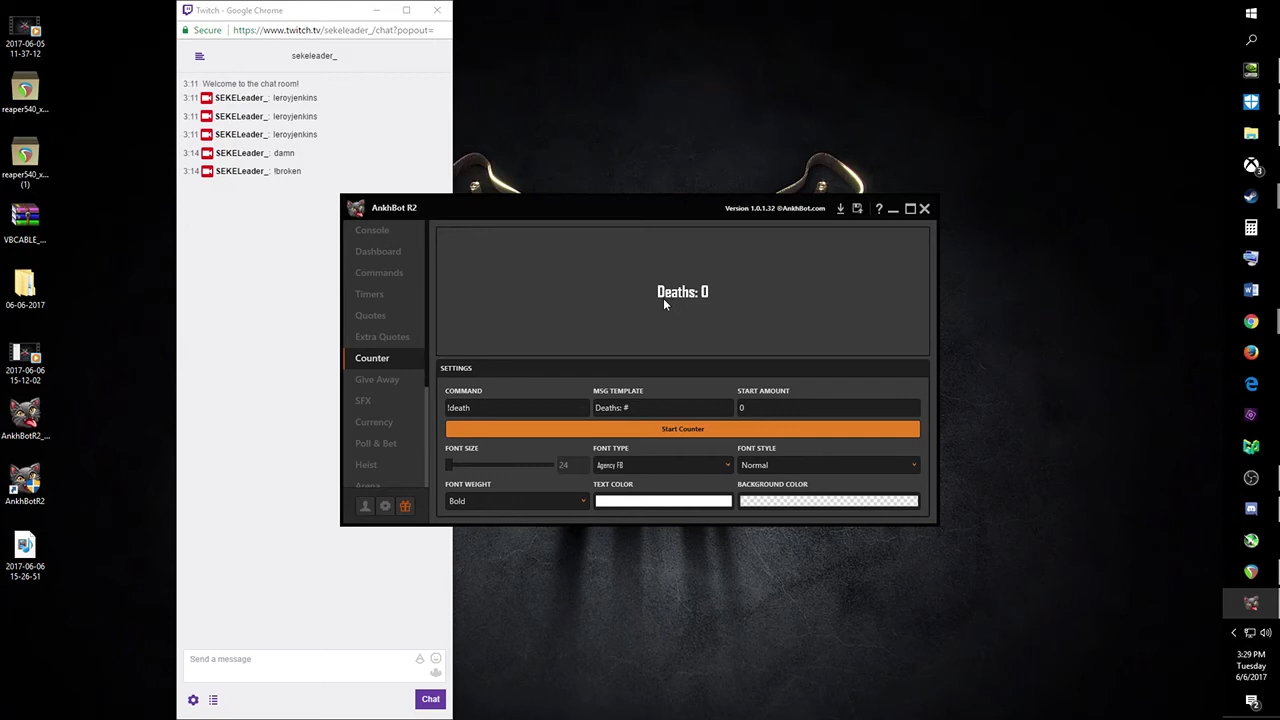 2017-06-05
11-37-12
reaper540_x...
reaper540_x...
(1)
VBCABLE_...
06-06-2017
2017-06-06
15-12-02
AnkhBotR2_...
AnkhBotR2
2017-06-06
15-26-51
Twitch - Google Chrome
Secure https://www.twitch.tv/sekeleader_/chat?popout=
sekeleader_
3:11 Welcome to the chat room!
3:11 SEKELeader_: leroyjenkins
3:11 SEKELeader_: leroyjenkins
3:11 SEKELeader_: leroyjenkins
3:14 SEKELeader_: damn
3:14 SEKELeader_: !broken
Send a message
Chat
AnkhBot R2
Version 1.0.1.32 ©AnkhBot.com
?
Console
Dashboard
Commands
Timers
Quotes
Extra Quotes
Counter
Give Away
SFX
Currency
Poll & Bet
Heist
Arena
Deaths: 0
SETTINGS
COMMAND MSG TEMPLATE START AMOUNT
!death Deaths: # 0
Start Counter
FONT SIZE FONT TYPE FONT STYLE
24 Agency FB Normal
FONT WEIGHT TEXT COLOR BACKGROUND COLOR
Bold
3
3:29 PM
Tuesday
6/6/2017
2